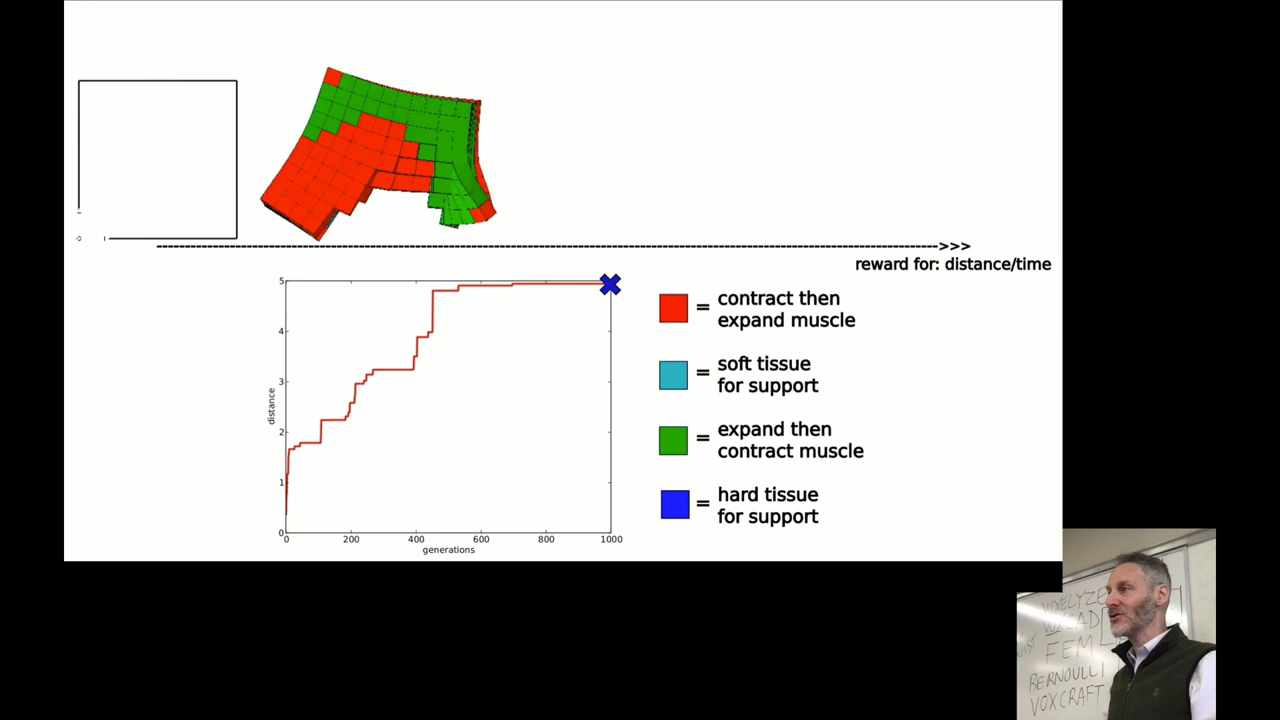 -->>>
reward for: distance/time
5
4
3
2
1
0
distance
0 200 400 600 800 1000
generations
= contract then
expand muscle
= soft tissue
for support
= expand then
contract muscle
= hard tissue
for support
VOXELYZE
VOXCAD
FEM
BERNOULLI
VOXCRAFT